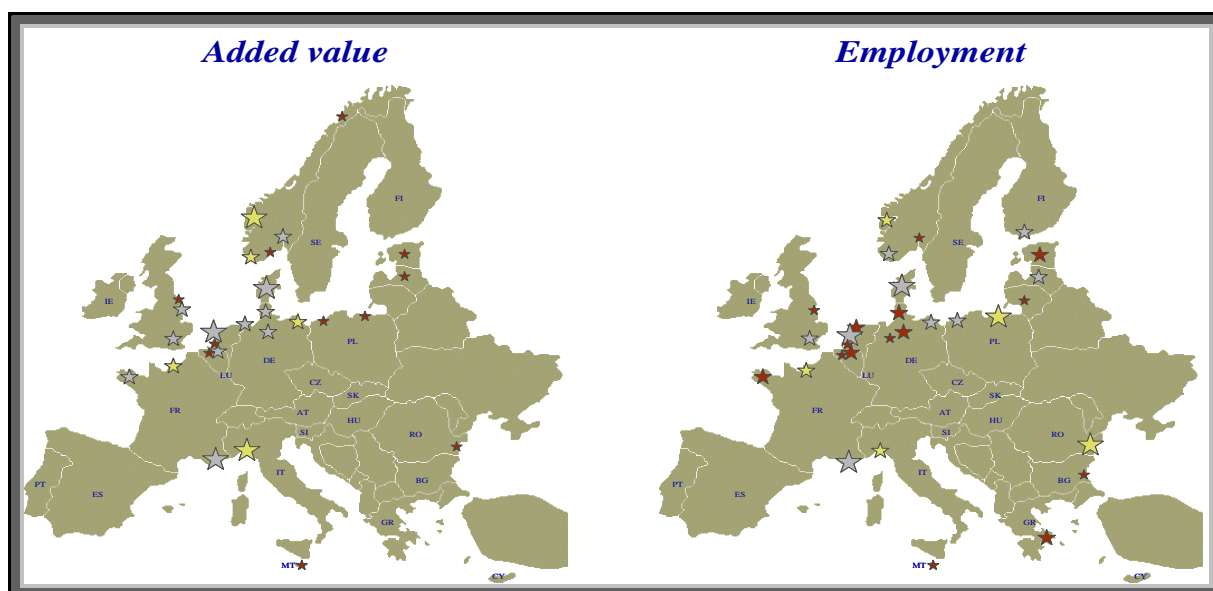 Added value
Employment
FI
SE
IE
PL
DE
LU
CZ
SK
FR
AT
HU
SI
RO
IT
BG
PT
ES
GR
MT
CY
FI
SE
IE
PL
DE
LU
CZ
SK
FR
AT
HU
SI
RO
IT
BG
PT
ES
GR
MT
CY